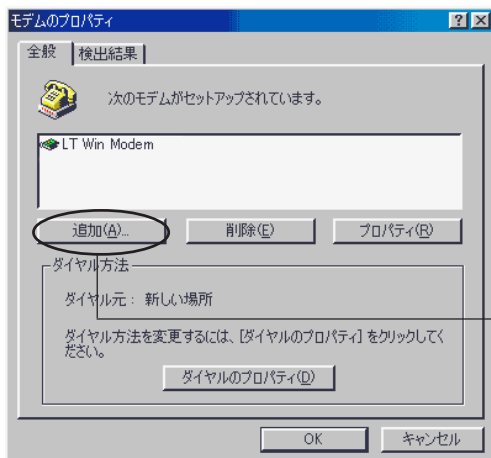 モデムのプロパティ
全般
検出結果
次のモデムがセットアップされています。
LT Win Modem
追加(A)...
削除(E)
プロパティ(R)
ダイヤル方法
ダイヤル元： 新しい場所
ダイヤル方法を変更するには、[ダイヤルのプロパティ] をクリックしてく
ださい。
ダイヤルのプロパティ(D)
OK
キャンセル